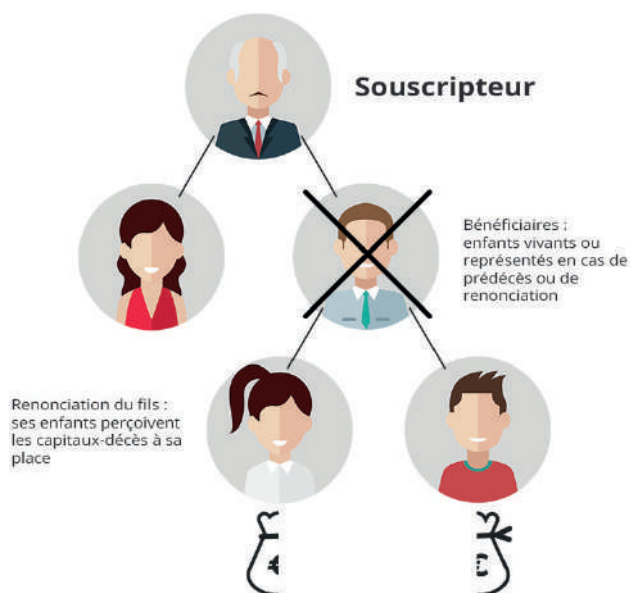 Souscripteur
Bénéficiaires :
enfants vivants ou
représentés en cas de
prédécès ou de
renonciation
Renonciation du fils :
ses enfants perçoivent
les capitaux-décès à sa
place
€